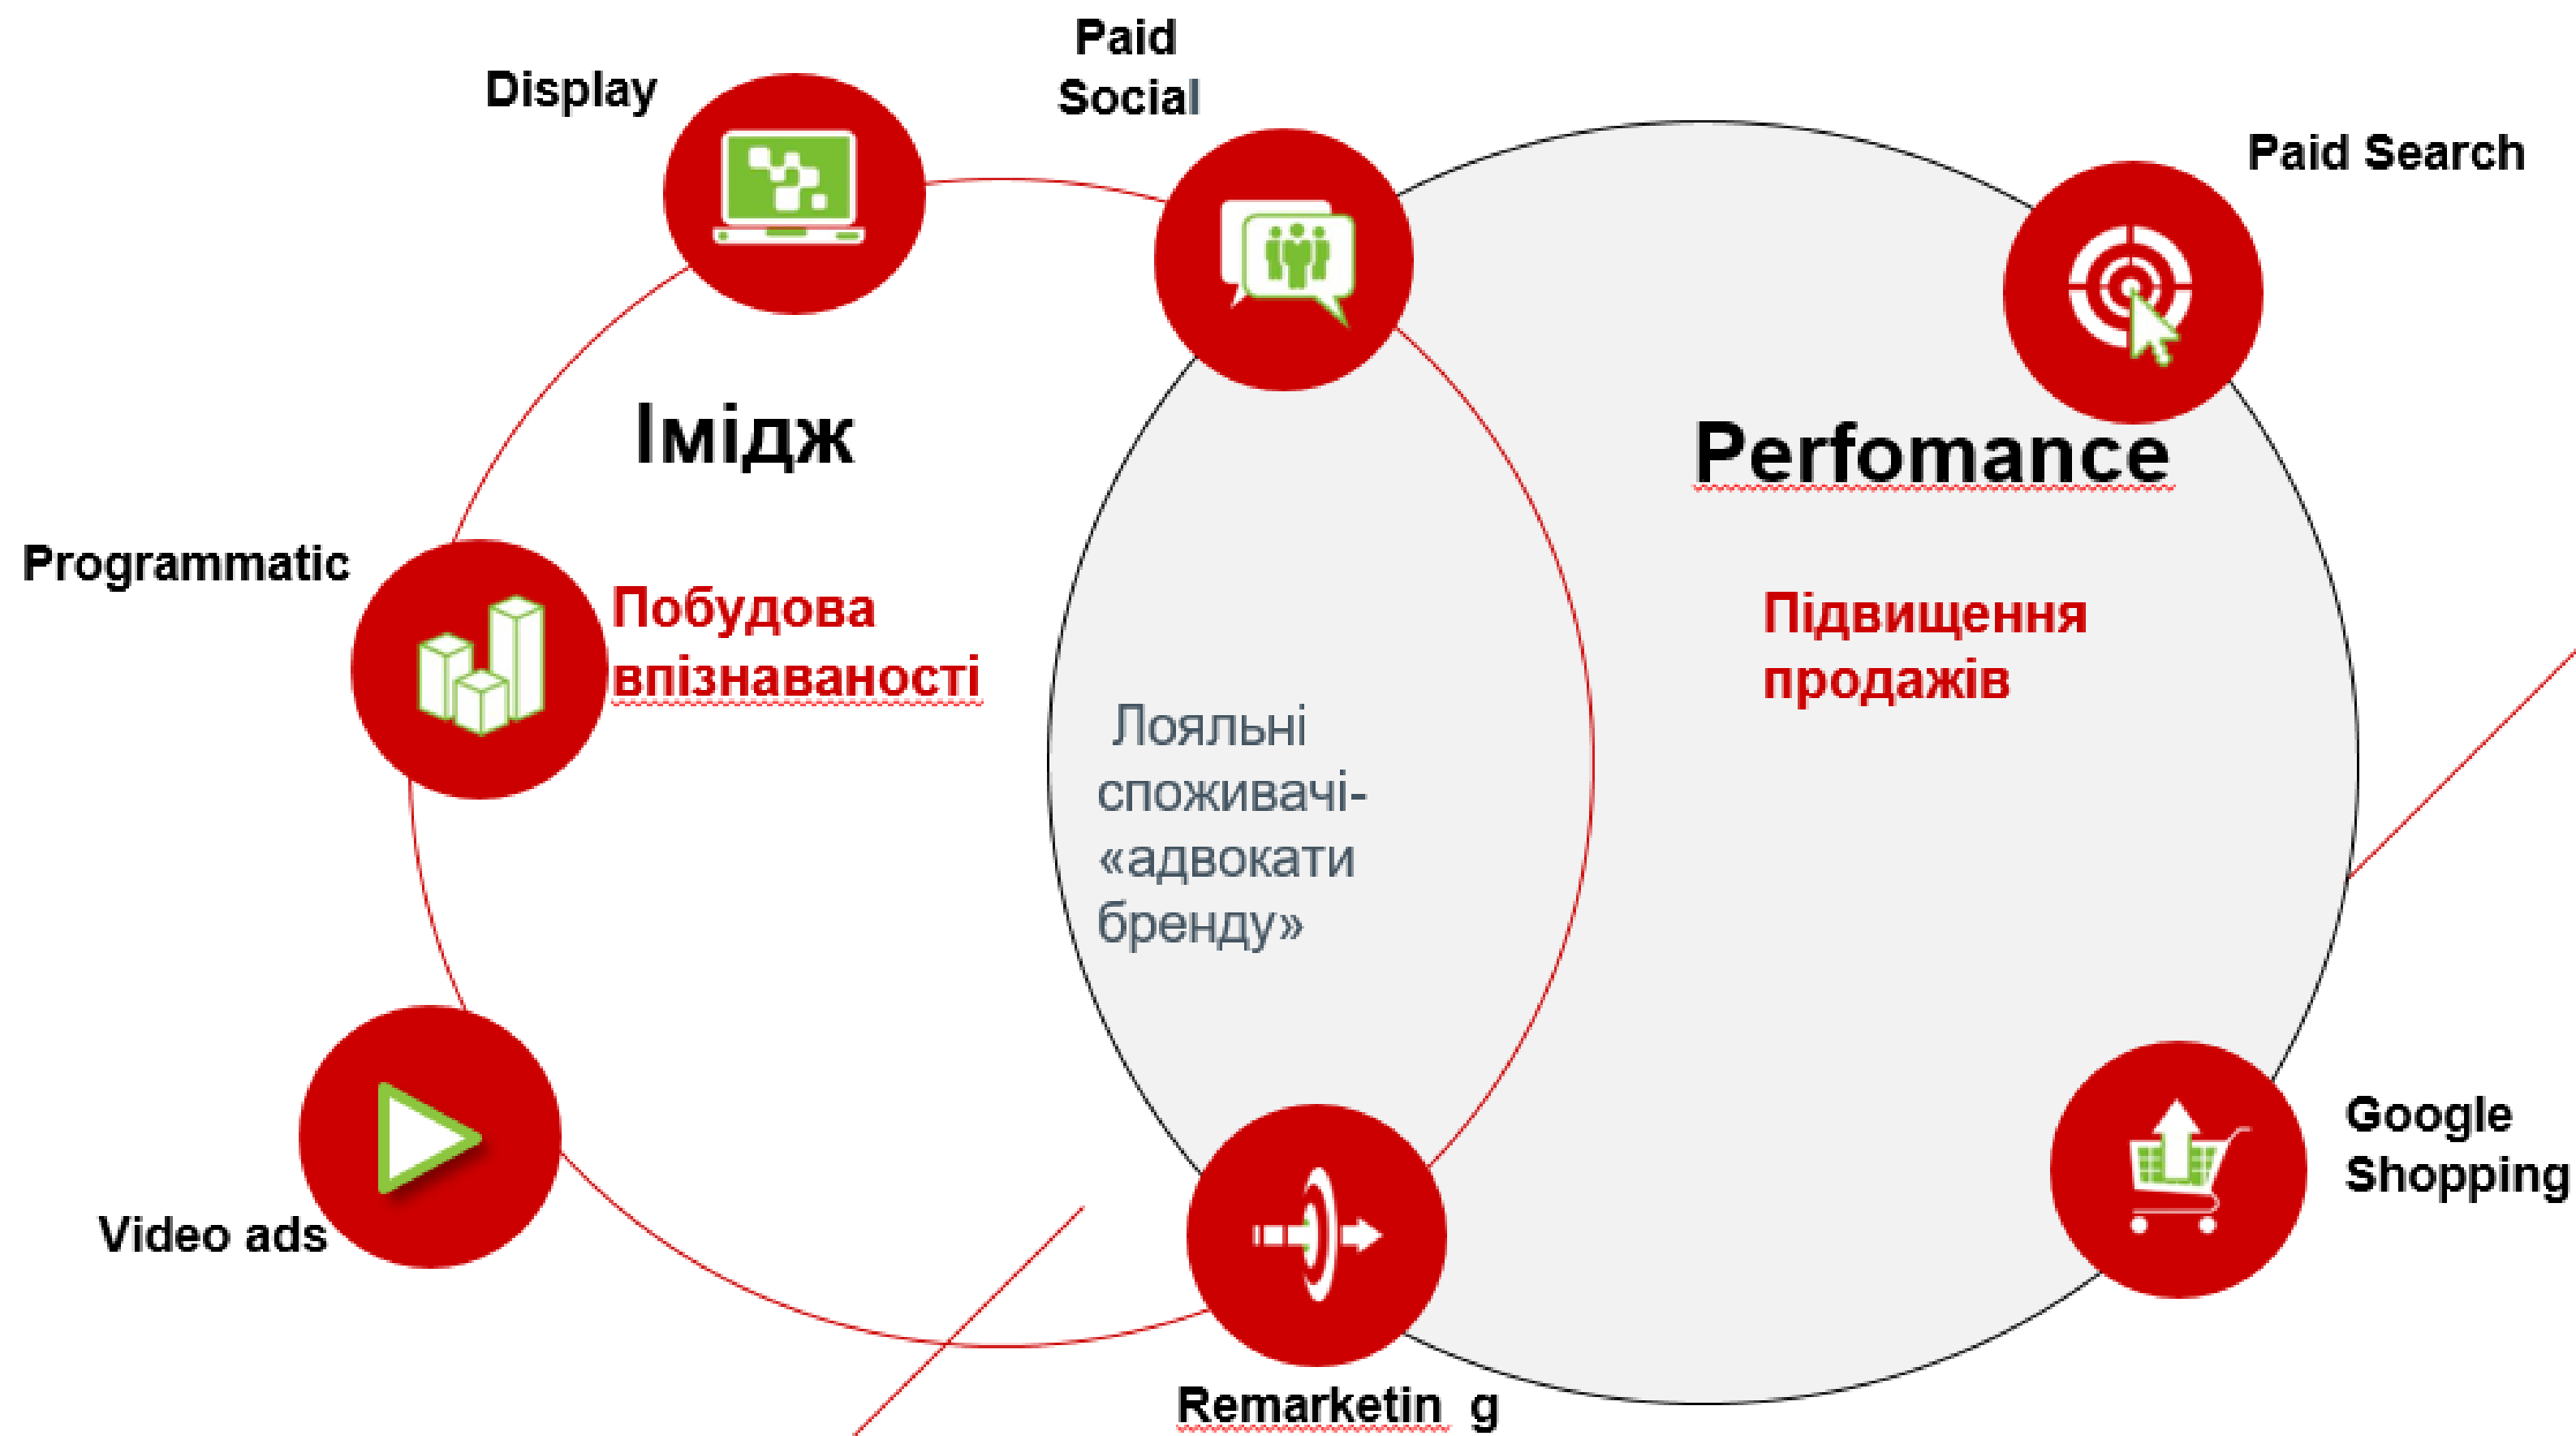 Paid
Social
Display
Paid Search
Імідж
Perfomance
Programmatic
Побудова
впізнаваності
Підвищення
продажів
Лояльні
споживачі-
«адвокати
бренду»
Video ads
Google
Shopping
Remarketin g